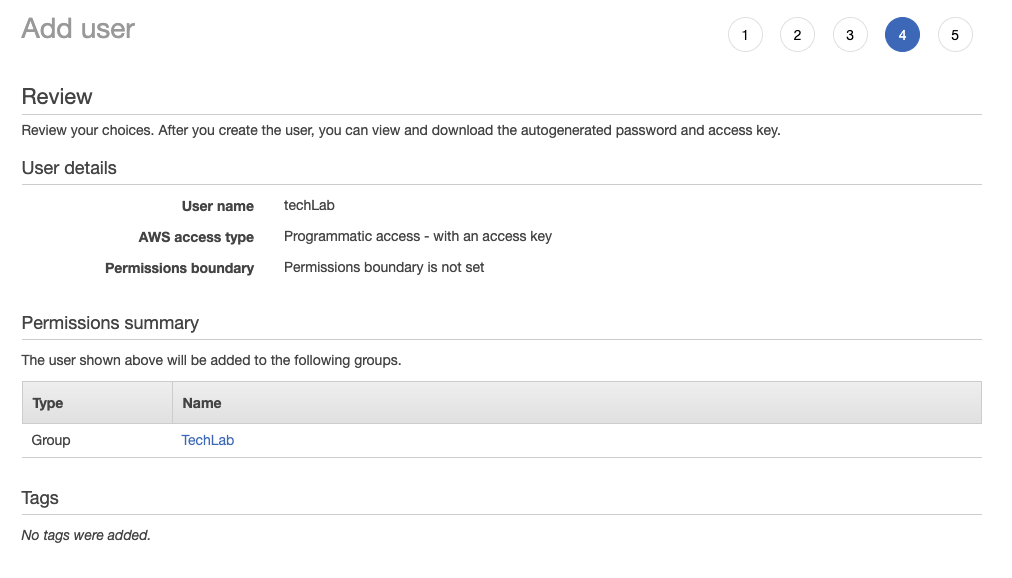 Add user
1 2 3 4 5
Review
Review your choices. After you create the user, you can view and download the autogenerated password and access key.
User details
User name techLab
AWS access type Programmatic access - with an access key
Permissions boundary Permissions boundary is not set
Permissions summary
The user shown above will be added to the following groups.
Type Name
Group TechLab
Tags
No tags were added.